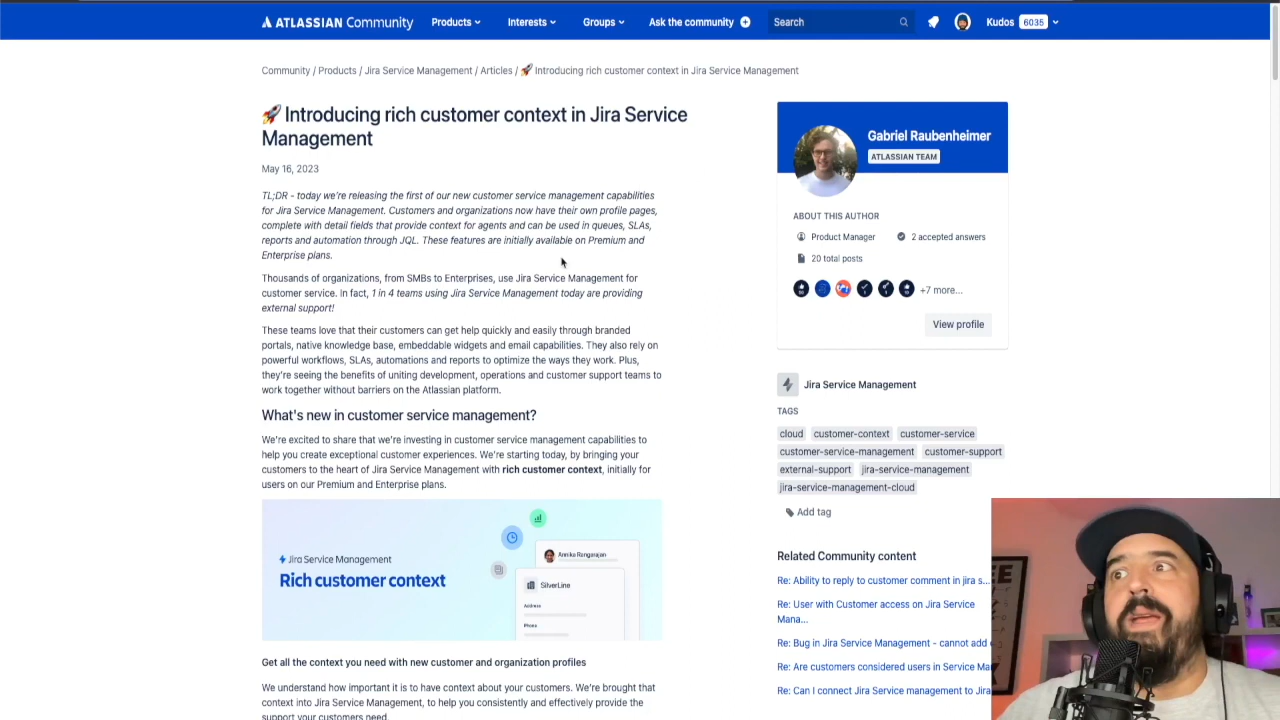 ATLASSIAN Community
Products
Interests
Groups
Ask the community
Search
Kudos 6035
Community / Products / Jira Service Management / Articles / 🚀 Introducing rich customer context in Jira Service Management
🚀 Introducing rich customer context in Jira Service
Management
May 16, 2023
TL;DR - today we're releasing the first of our new customer service management capabilities
for Jira Service Management. Customers and organizations now have their own profile pages,
complete with detail fields that provide context for agents and can be used in queues, SLAs,
reports and automation through JQL. These features are initially available on Premium and
Enterprise plans.
Thousands of organizations, from SMBs to Enterprises, use Jira Service Management for
customer service. In fact, 1 in 4 teams using Jira Service Management today are providing
external support!
These teams love that their customers can get help quickly and easily through branded
portals, native knowledge base, embeddable widgets and email capabilities. They also rely on
powerful workflows, SLAs, automations and reports to optimize the ways they work. Plus,
they're seeing the benefits of uniting development, operations and customer support teams to
work together without barriers on the Atlassian platform.
What's new in customer service management?
We're excited to share that we're investing in customer service management capabilities to
help you create exceptional customer experiences. We're starting today, by bringing your
customers to the heart of Jira Service Management with rich customer context, initially for
users on our Premium and Enterprise plans.
Jira Service Management
Rich customer context
Annika Rangarajan
SilverLine
Address
Phone
Get all the context you need with new customer and organization profiles
We understand how important it is to have context about your customers. We're brought that
context into Jira Service Management, to help you consistently and effectively provide the
support your customers need.
Gabriel Raubenheimer
ATLASSIAN TEAM
ABOUT THIS AUTHOR
Product Manager
2 accepted answers
20 total posts
+7 more...
View profile
Jira Service Management
TAGS
cloud customer-context customer-service
customer-service-management customer-support
external-support jira-service-management
jira-service-management-cloud
Add tag
Related Community content
Re: Ability to reply to customer comment in jira s...
Re: User with Customer access on Jira Service
Mana...
Re: Bug in Jira Service Management - cannot add
Re: Are customers considered users in Service Ma
Re: Can I connect Jira Service management to Jira